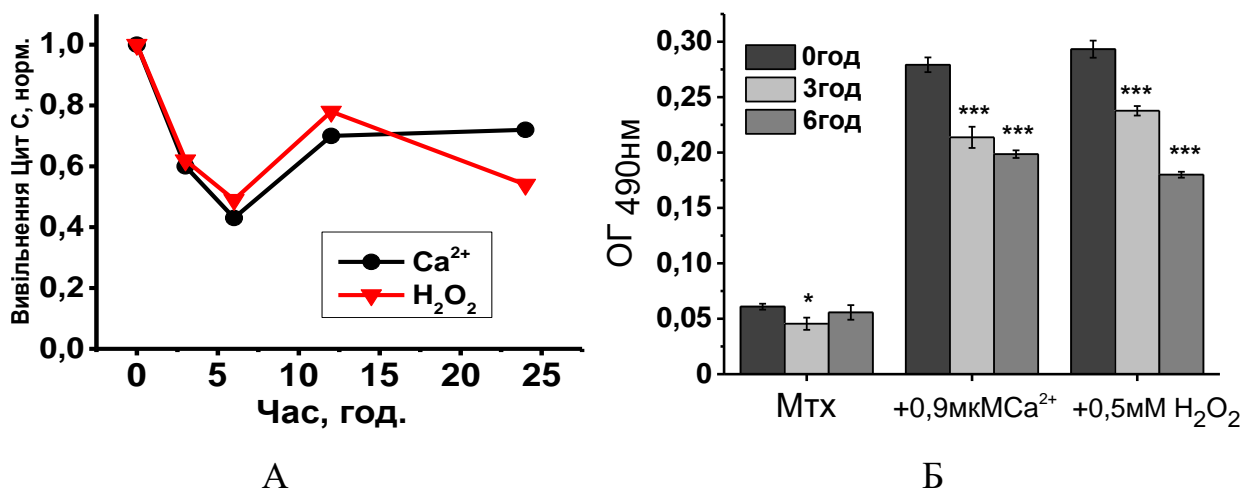 Вивільнення Цит С, норм.
1,0
0,8
0,6
0,4
0,2
0,0
Ca²⁺
H₂O₂
0 5 10 15 20 25
Час, год.
А
ОГ 490нм
0,30
0,25
0,20
0,15
0,10
0,05
0
0год
3год
6год
*
*** ***
*** ***
Мтх +0,9мкМCa²⁺ +0,5мМ H₂O₂
Б